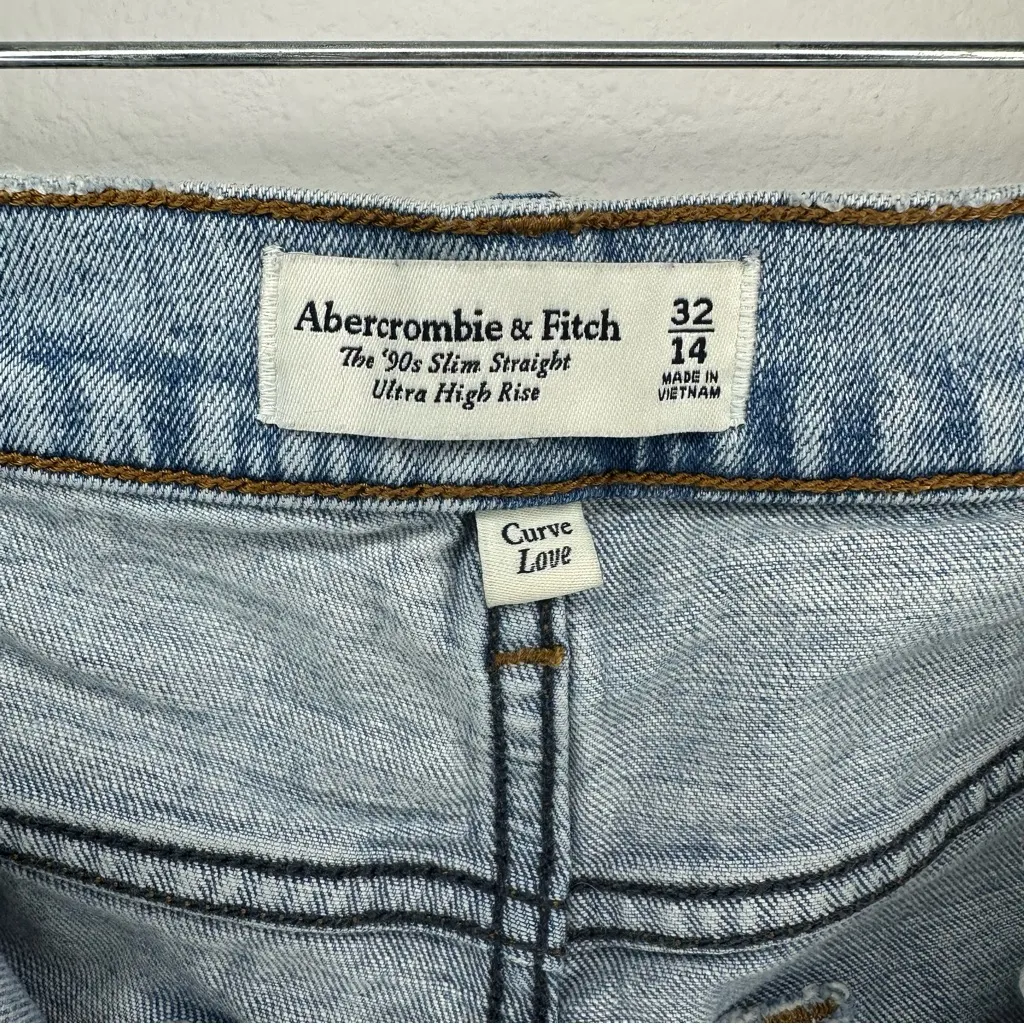 Abercrombie & Fitch
The '90s Slim Straight
Ultra High Rise
32
14
MADE IN
VIETNAM
Curve
Love